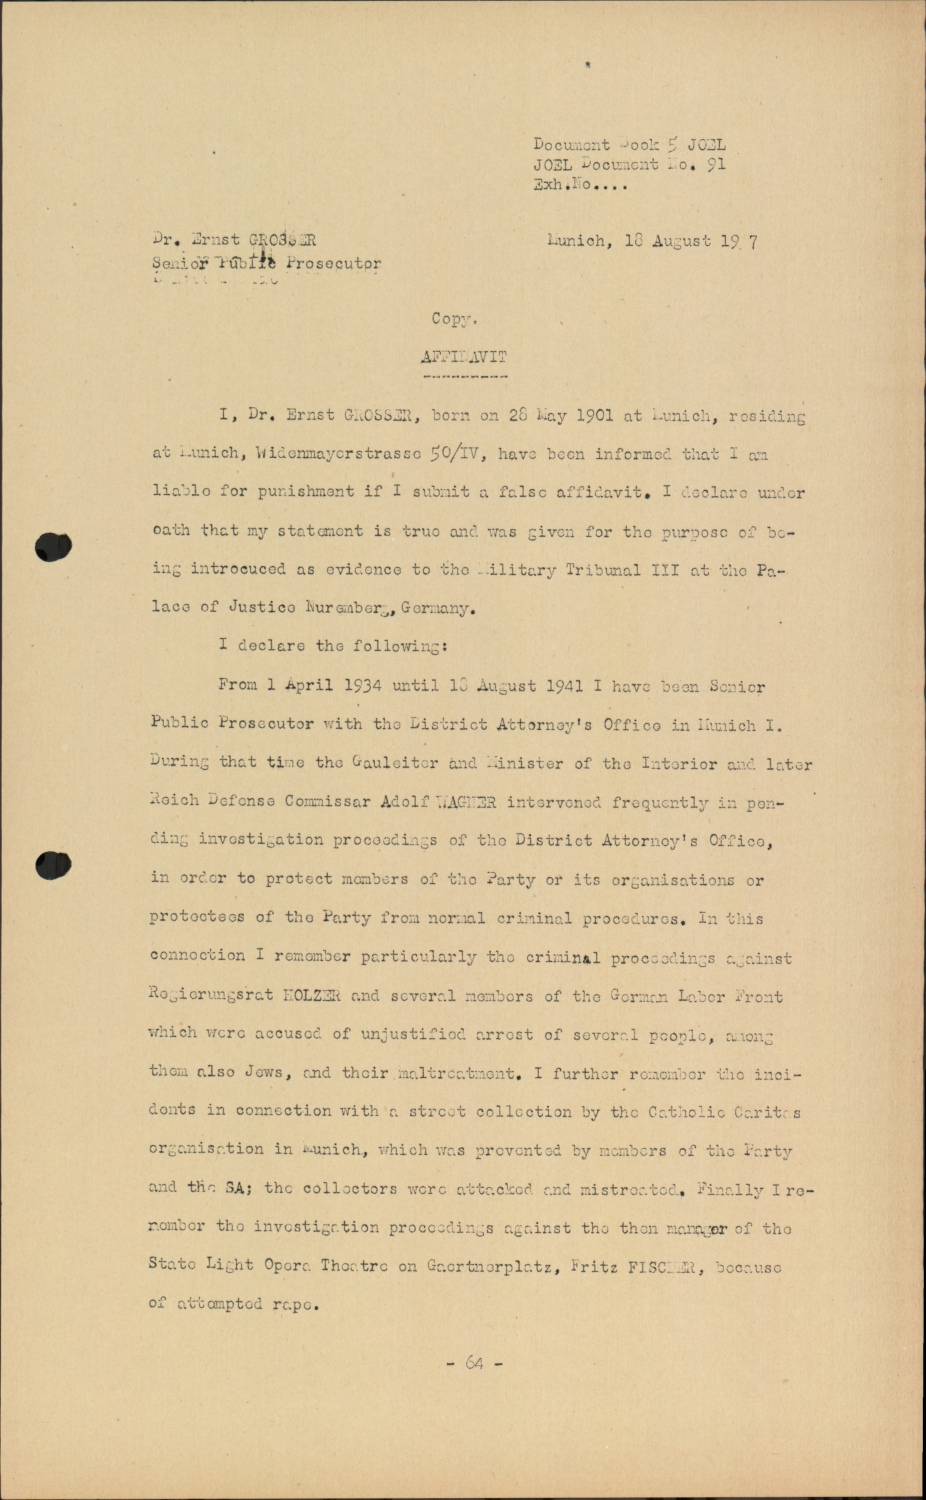 Document Book 5 JOEL
JOEL Document No. 91
Exh.No....
Dr. Ernst GROSSER
Munich, 18 August 19 7
Senior Public Prosecutor
Copy.
AFFIDAVIT
I, Dr. Ernst GROSSER, born on 28 May 1901 at Munich, residing
at Munich, Widenmayerstrasse 50/IV, have been informed that I am
liable for punishment if I submit a false affidavit. I declare under
oath that my statement is true and was given for the purpose of be-
ing introcuced as evidence to the Military Tribunal III at the Pa-
lace of Justice Nuremberg, Germany.
I declare the following:
From 1 April 1934 until 18 August 1941 I have been Senior
Public Prosecutor with the District Attorney's Office in Munich I.
During that time the Gauleiter and Minister of the Interior and later
Reich Defense Commissar Adolf WAGNER intervened frequently in pen-
ding investigation proceedings of the District Attorney's Office,
in order to protect members of the Party or its organisations or
protectees of the Party from normal criminal procedures. In this
connection I remember particularly the criminal proceedings against
Regierungsrat HOLZER and several members of the German Labor Front
which were accused of unjustified arrest of several people, among
them also Jews, and their maltreatment. I further remember the inci-
dents in connection with a street collection by the Catholic Caritas
organisation in Munich, which was prevented by members of the Party
and the SA; the collectors were attacked and mistreated. Finally I re-
member the investigation proceedings against the then manager of the
State Light Opera Theatre on Gaertnerplatz, Fritz FISCHER, because
of attempted rape.
- 64 -